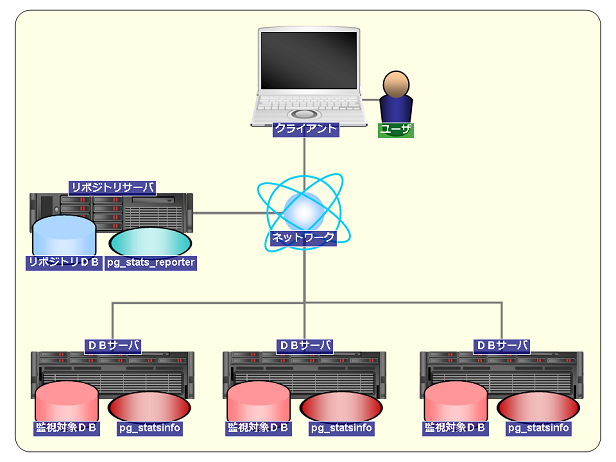 クライアント
ユーザ
リポジトリサーバ
ネットワーク
リポジトリＤＢ
pg_stats_reporter
ＤＢサーバ
ＤＢサーバ
ＤＢサーバ
監視対象ＤＢ
pg_statsinfo
監視対象ＤＢ
pg_statsinfo
監視対象ＤＢ
pg_statsinfo